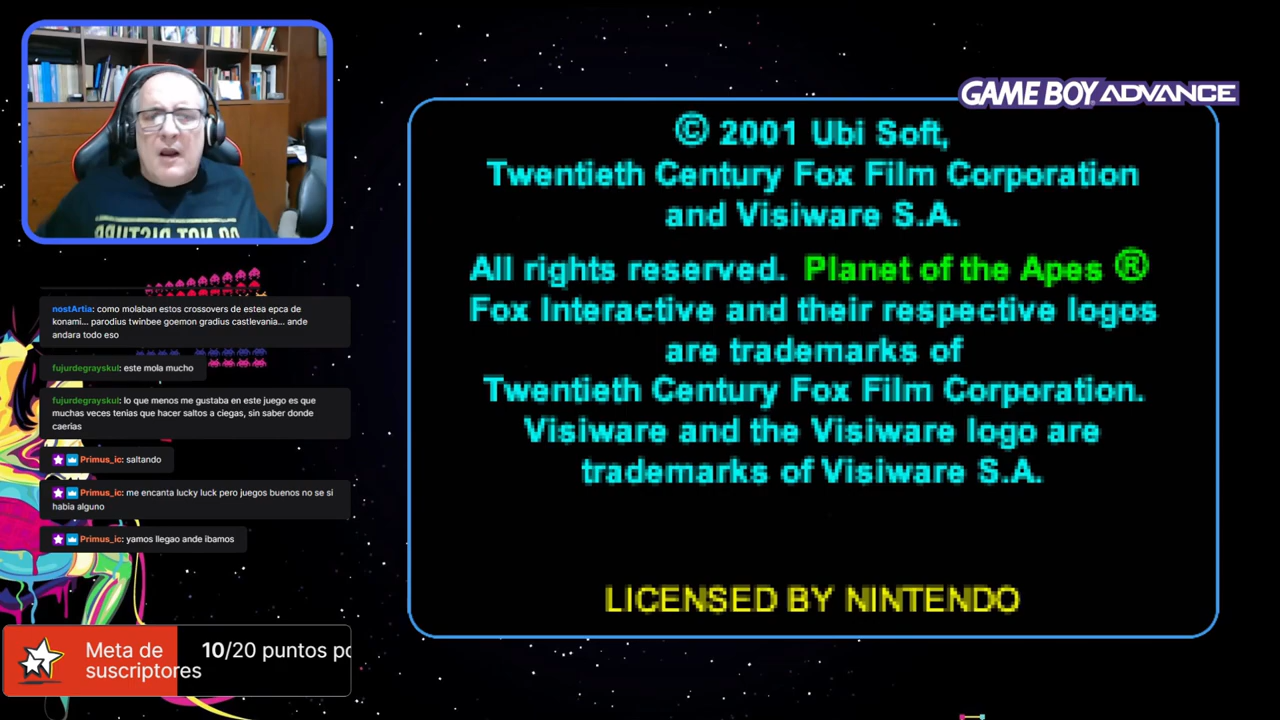 GAME BOY ADVANCE
© 2001 Ubi Soft,
Twentieth Century Fox Film Corporation
and Visiware S.A.
All rights reserved. Planet of the Apes ®
Fox Interactive and their respective logos
are trademarks of
Twentieth Century Fox Film Corporation.
Visiware and the Visiware logo are
trademarks of Visiware S.A.
LICENSED BY NINTENDO
DO NOT DISTURB
nostArtia: como molaban estos crossovers de estea epca de
konami... parodius twinbee goemon gradius castlevania... ande
andara todo eso
fujurdegrayskul: este mola mucho
fujurdegrayskul: lo que menos me gustaba en este juego es que
muchas veces tenias que hacer saltos a ciegas, sin saber donde
caerias
Primus_ic: saltando
Primus_ic: me encanta lucky luck pero juegos buenos no se si
habia alguno
Primus_ic: yamos llegao ande ibamos
Meta de
suscriptores
10/20 puntos po